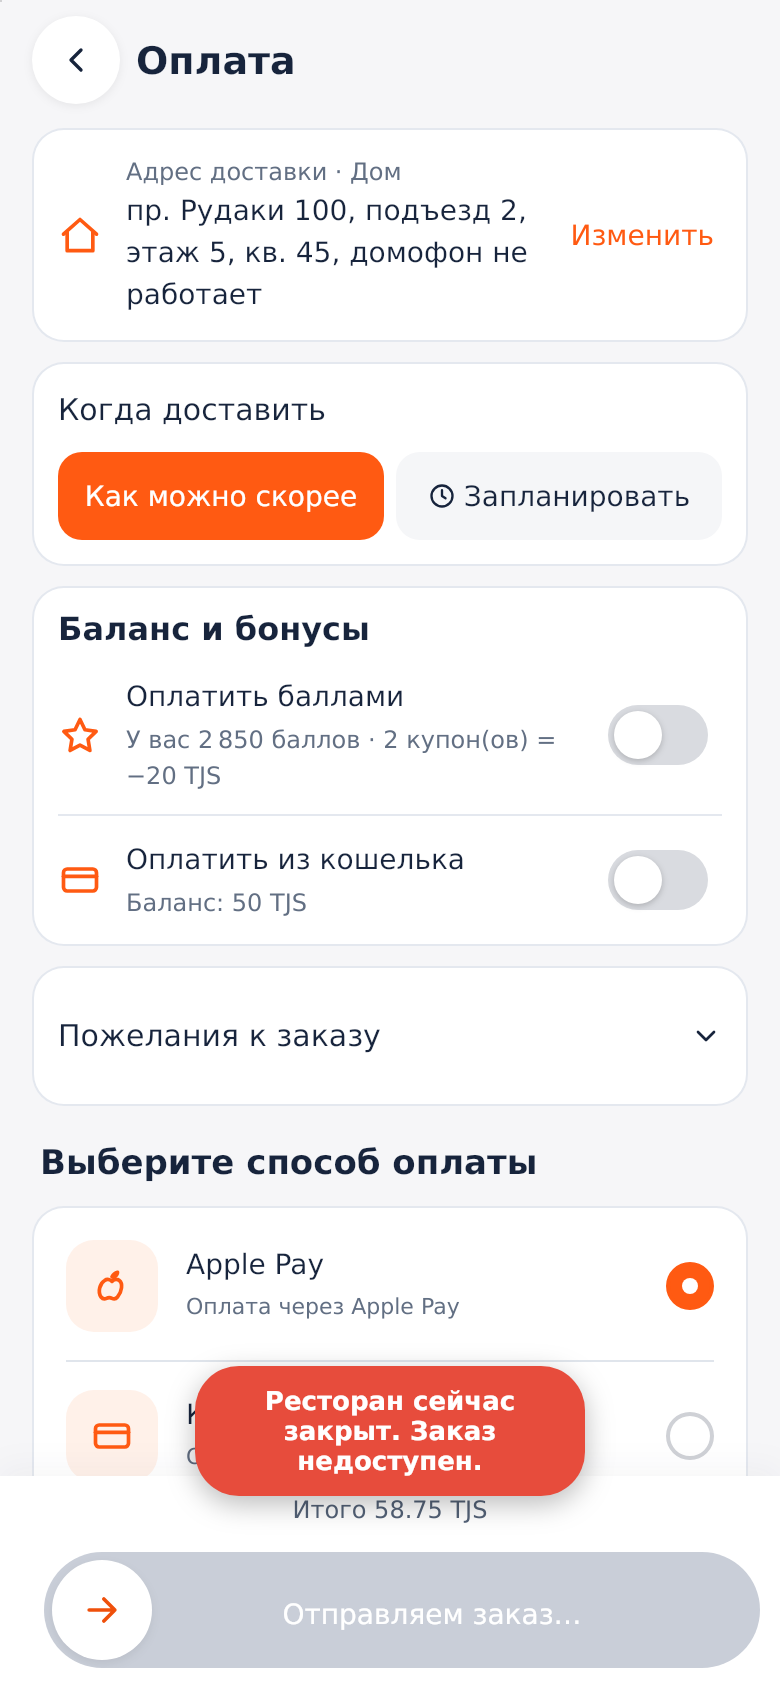 Оплата
Адрес доставки · Дом
пр. Рудаки 100, подъезд 2,
этаж 5, кв. 45, домофон не
работает
Изменить
Когда доставить
Как можно скорее
Запланировать
Баланс и бонусы
Оплатить баллами
У вас 2 850 баллов · 2 купон(ов) =
−20 TJS
Оплатить из кошелька
Баланс: 50 TJS
Пожелания к заказу
Выберите способ оплаты
Apple Pay
Оплата через Apple Pay
Ресторан сейчас
закрыт. Заказ
недоступен.
Итого 58.75 TJS
Отправляем заказ...